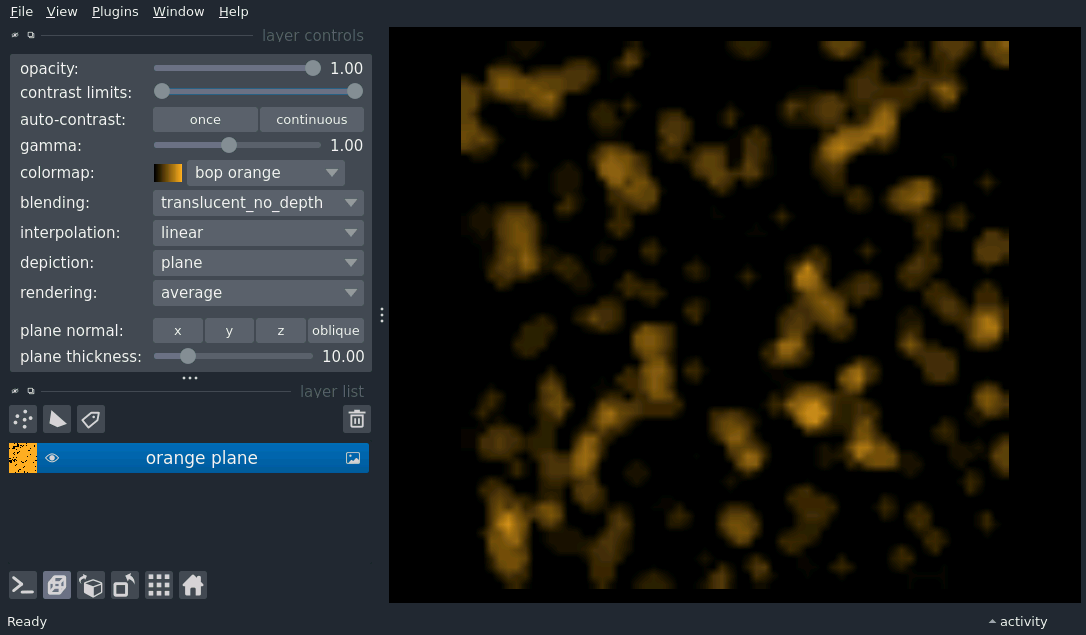 File View Plugins Window Help
layer controls
opacity: 1.00
contrast limits:
auto-contrast: once continuous
gamma: 1.00
colormap: bop orange
blending: translucent_no_depth
interpolation: linear
depiction: plane
rendering: average
plane normal: x y z oblique
plane thickness: 10.00
layer list
orange plane
Ready activity